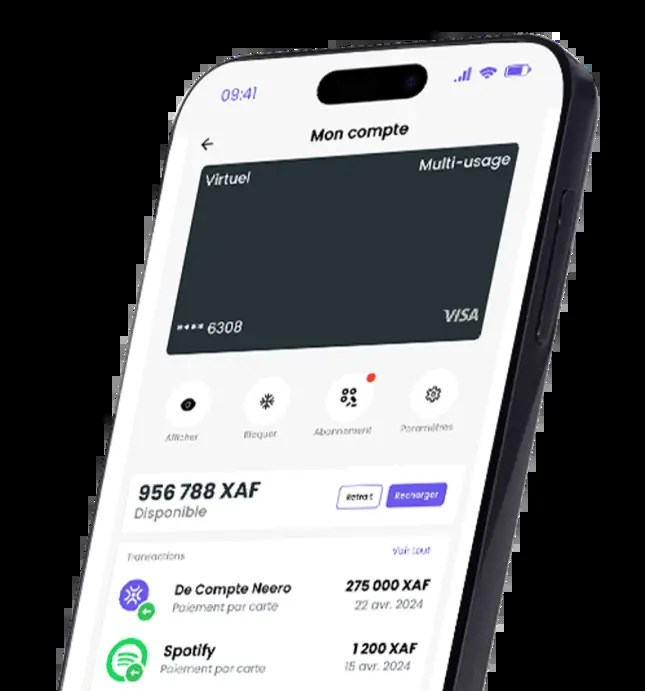 09:41
Mon compte
Virtuel
Multi-usage
**** 6308
VISA
Afficher
Bloquer
Abonnement
Paramètres
956 788 XAF
Disponible
Retrait
Recharger
Transactions
Voir tout
De Compte Neero
275 000 XAF
Paiement par carte
22 avr. 2024
Spotify
1 200 XAF
Paiement par carte
15 avr. 2024